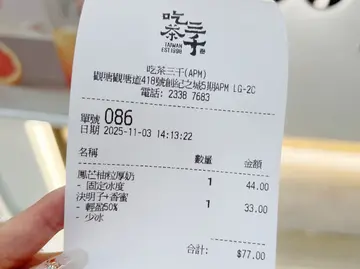 吃茶三千
TAIWAN
EST.1990
吃茶三千(APM)
觀塘觀塘道418號創紀之城5期APM LG-2C
電話: 2338 7683
單號 086
日期 2025-11-03 14:13:22
名稱 數量 金額
鳳芒柚粒厚奶 1 44.00
- 固定冰度
決明子+香蜜 1 33.00
- 輕盈50%
- 少冰
合計: $77.00